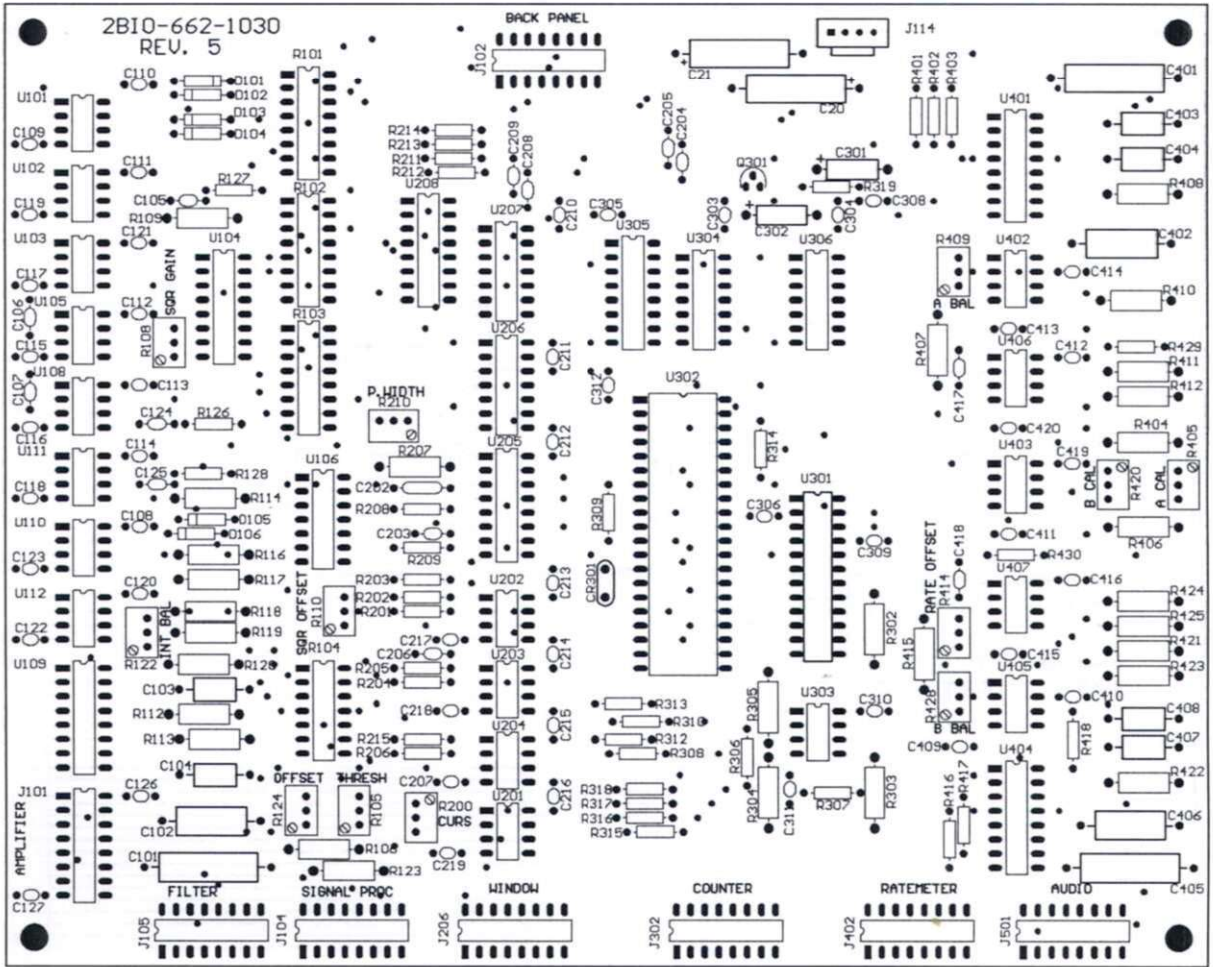 2BIO-662-1030
REV. 5
BACK PANEL
J102
J114
C21
C20
R401
R402
R403
C401
C403
C404
R408
C402
U401
R101
C110
D101
D102
D103
D104
U101
C109
U102
C111
C119
R127
C105
R109
U103
C121
C117
U104
SQR GAIN
R108
U105
C106
C112
C115
C107
U108
C113
C116
C124
R126
R102
R103
R214
R213
R211
R212
U208
C209
C208
U207
C210
C305
C205
C204
Q301
C301
R319
C303
C302
C304
C308
U305
U304
U306
R409
A BAL
U402
C414
R410
R407
C413
U406
C412
C417
R429
R411
R412
U206
C211
C312
U302
P.WIDTH
R210
R207
C202
R208
C203
R209
U205
C212
R314
C420
U403
C419
R404
R405
B CAL
R420
A CAL
R406
U111
C114
C125
C118
R128
R114
U106
U110
C108
D105
D106
C123
R116
R117
U112
C120
C122
R118
R119
INT BAL
R122
R128
U109
C103
R112
R113
C104
C126
SQR OFFSET
R110
R104
R203
R202
R201
U202
C213
C217
C206
R205
R204
U203
C214
C218
R215
R206
U204
C215
C207
U201
C216
R309
CR301
C306
U301
C309
RATE OFFSET
C418
R414
C411
R430
U407
C416
R424
R425
R421
R423
R302
R415
C415
U405
C410
R428
B BAL
C409
R418
C408
C407
R422
R313
R310
R312
R308
R305
R306
U303
C310
R318
R317
R316
R315
R304
R307
R303
R416
R417
U404
C406
C405
J101
AMPLIFIER
C127
C102
C101
OFFSET
R124
THRESH
R105
R200
CURS
C219
R123
FILTER
J105
SIGNAL PROC
J104
WINDOW
J206
COUNTER
J302
RATEMETER
J402
AUDIO
J501